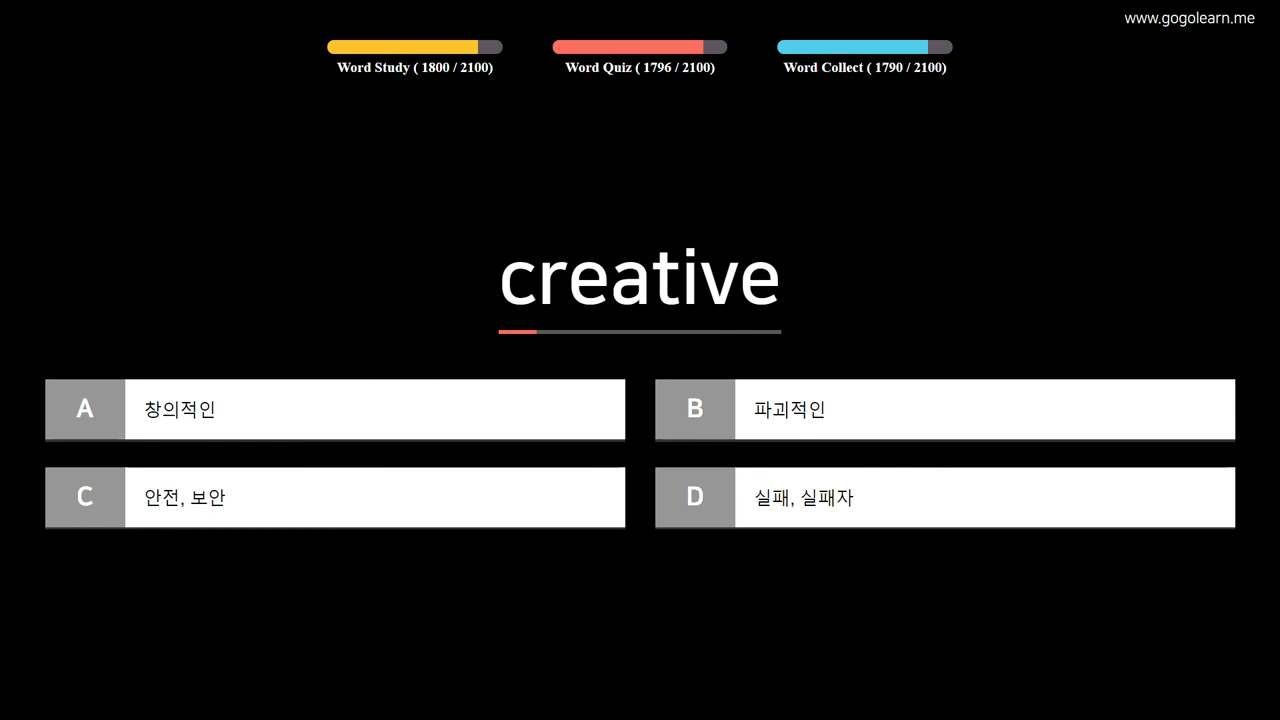 www.gogolearn.me
Word Study ( 1800 / 2100)
Word Quiz ( 1796 / 2100)
Word Collect ( 1790 / 2100)
creative
A 창의적인
B 파괴적인
C 안전, 보안
D 실패, 실패자